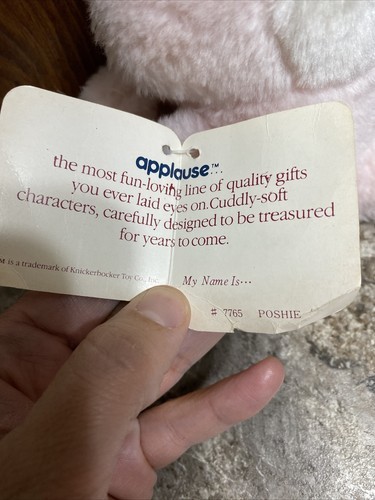 applause™...
the most fun-loving line of quality gifts
you ever laid eyes on.Cuddly-soft
characters, carefully designed to be treasured
for years to come.
™ is a trademark of Knickerbocker Toy Co., Inc.
My Name Is...
# 7765 POSHIE